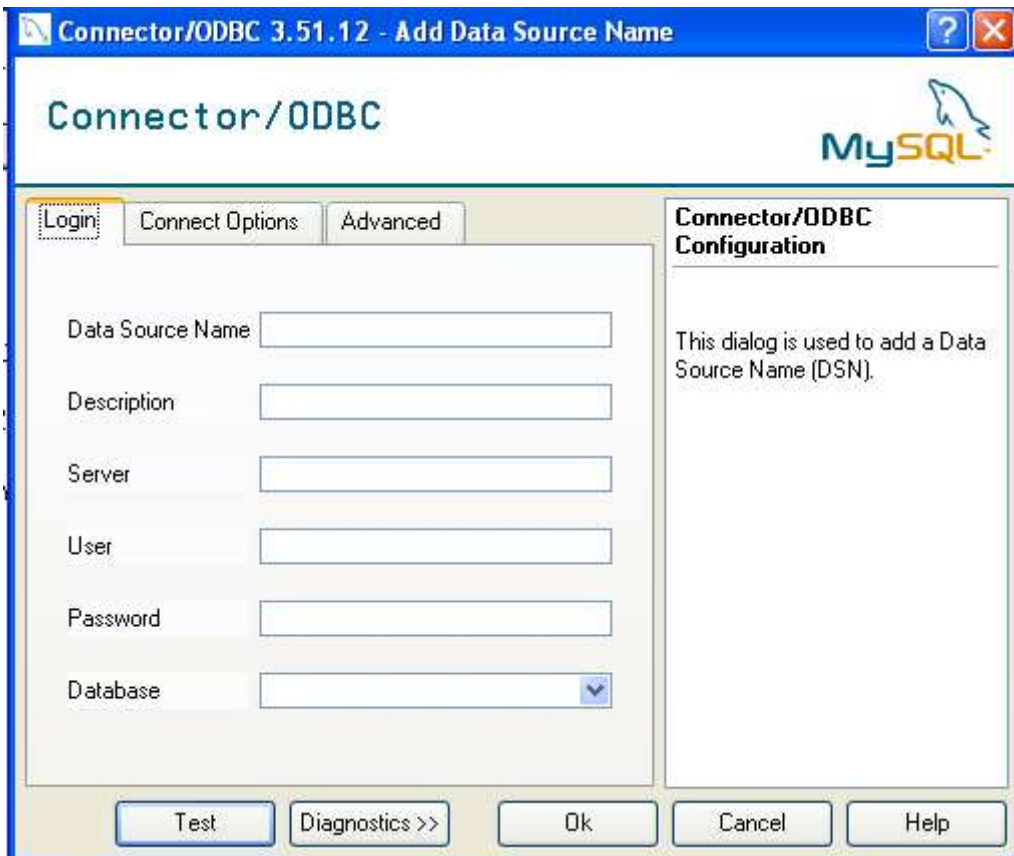 Connector/ODBC 3.51.12 - Add Data Source Name
Connector/ODBC
MySQL
Login
Connect Options
Advanced
Data Source Name
Description
Server
User
Password
Database
Connector/ODBC
Configuration
This dialog is used to add a Data
Source Name (DSN).
Test
Diagnostics >>
Ok
Cancel
Help